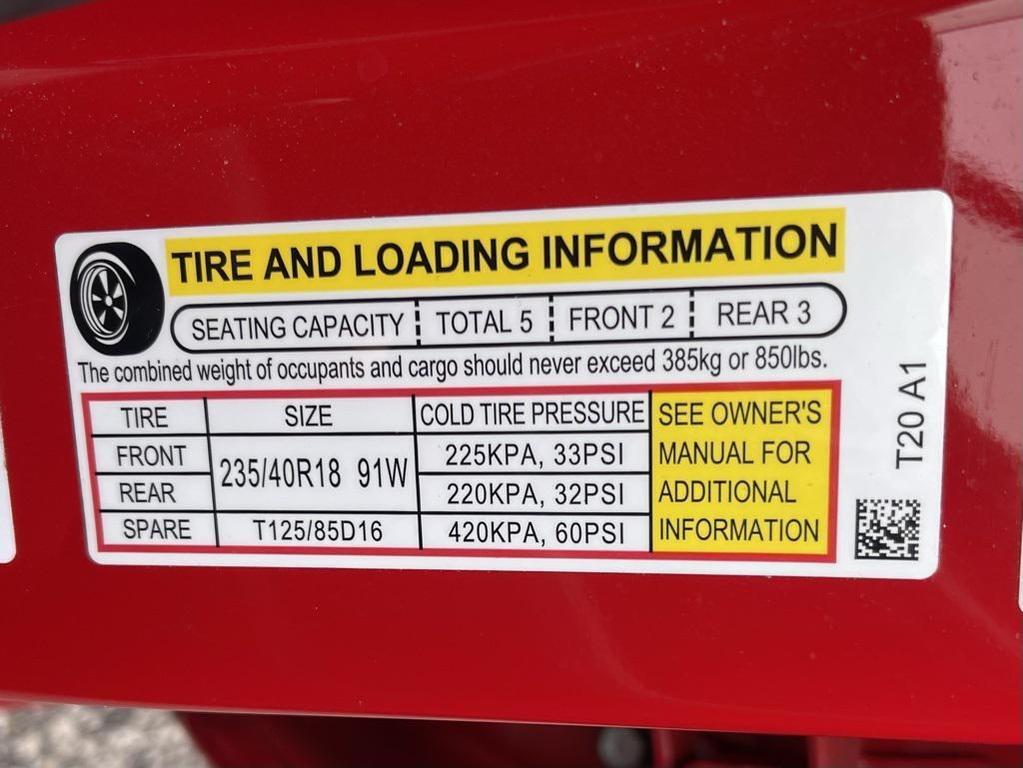 TIRE AND LOADING INFORMATION
SEATING CAPACITY TOTAL 5 FRONT 2 REAR 3
The combined weight of occupants and cargo should never exceed 385kg or 850lbs.
TIRE SIZE COLD TIRE PRESSURE
FRONT 235/40R18 91W 225KPA, 33PSI
REAR 220KPA, 32PSI
SPARE T125/85D16 420KPA, 60PSI
SEE OWNER'S
MANUAL FOR
ADDITIONAL
INFORMATION
T20 A1